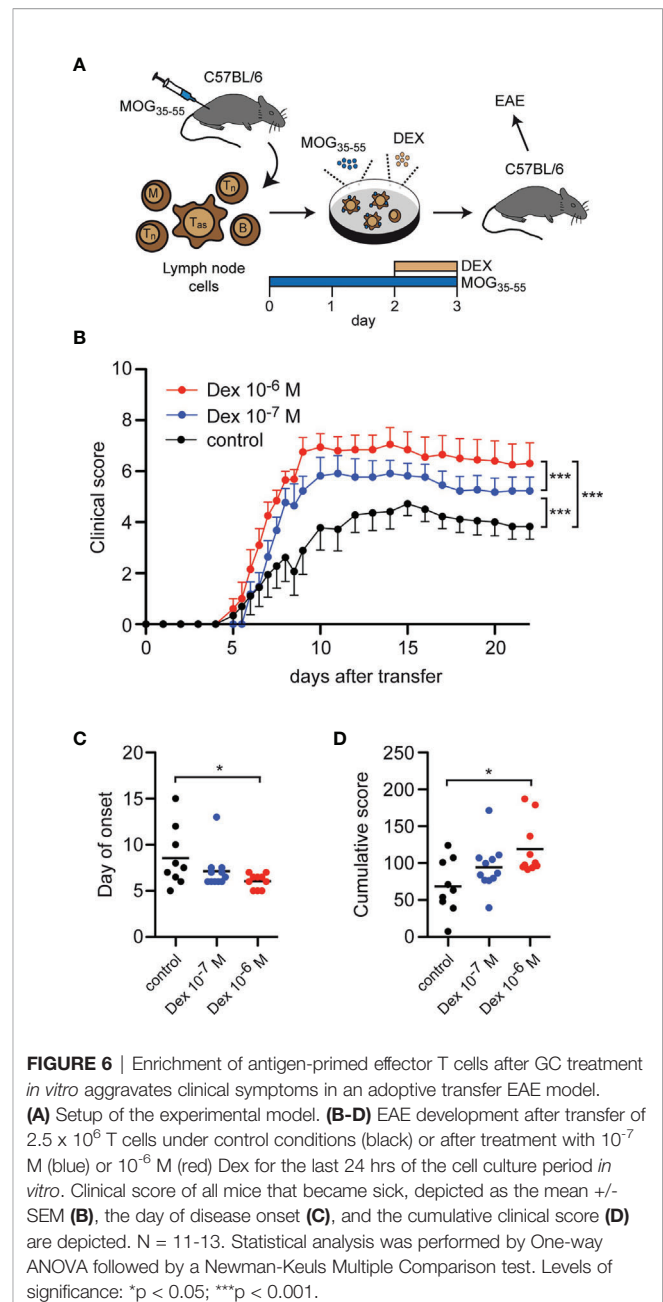 A
C57BL/6
MOG35-55
EAE
MOG35-55
DEX
C57BL/6
M
Tn
Tn
Tas
B
Lymph node
cells
DEX
MOG35-55
0 1 2 3
day
B
10
8
6
4
2
0
Clinical score
Dex 10-6 M
Dex 10-7 M
control
***
***
***
0 5 10 15 20
days after transfer
C
20
15
10
5
0
Day of onset
*
control
Dex 10-7 M
Dex 10-6 M
D
250
200
150
100
50
0
Cumulative score
*
control
Dex 10-7 M
Dex 10-6 M
FIGURE 6 | Enrichment of antigen-primed effector T cells after GC treatment
in vitro aggravates clinical symptoms in an adoptive transfer EAE model.
(A) Setup of the experimental model. (B-D) EAE development after transfer of
2.5 x 10⁶ T cells under control conditions (black) or after treatment with 10-7
M (blue) or 10-6 M (red) Dex for the last 24 hrs of the cell culture period in
vitro. Clinical score of all mice that became sick, depicted as the mean +/-
SEM (B), the day of disease onset (C), and the cumulative clinical score (D)
are depicted. N = 11-13. Statistical analysis was performed by One-way
ANOVA followed by a Newman-Keuls Multiple Comparison test. Levels of
significance: *p < 0.05; ***p < 0.001.